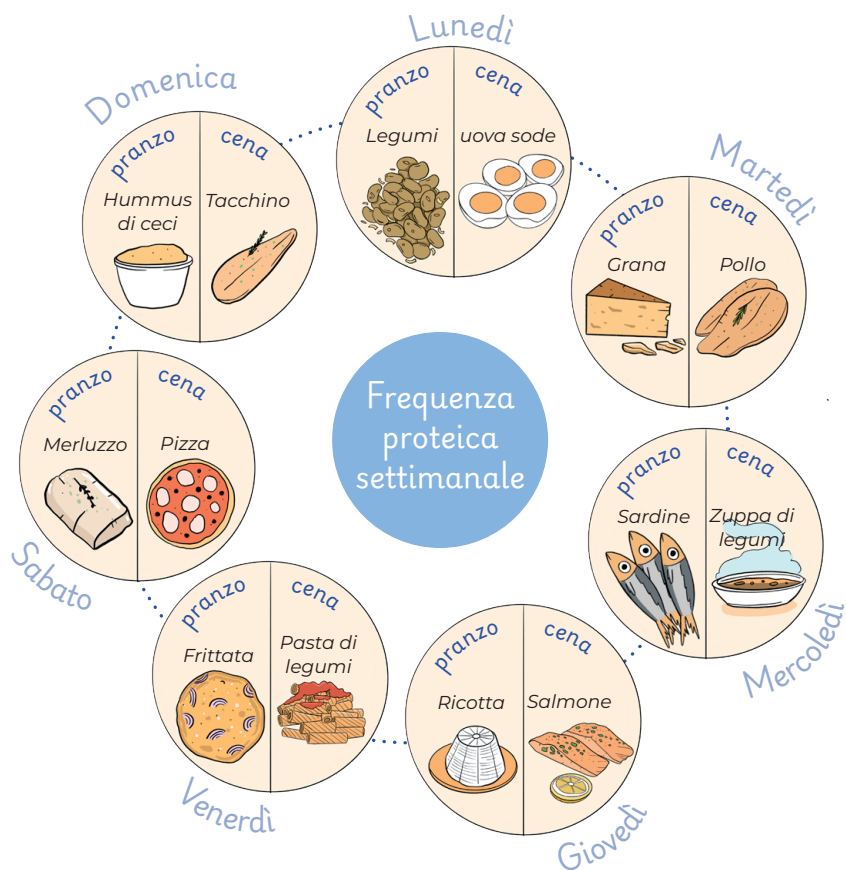 Frequenza
proteica
settimanale
Lunedì
pranzo
cena
Legumi
uova sode
Martedì
pranzo
cena
Grana
Pollo
Mercoledì
pranzo
cena
Sardine
Zuppa di
legumi
Giovedì
pranzo
cena
Ricotta
Salmone
Venerdì
pranzo
cena
Frittata
Pasta di
legumi
Sabato
pranzo
cena
Merluzzo
Pizza
Domenica
pranzo
cena
Hummus
di ceci
Tacchino